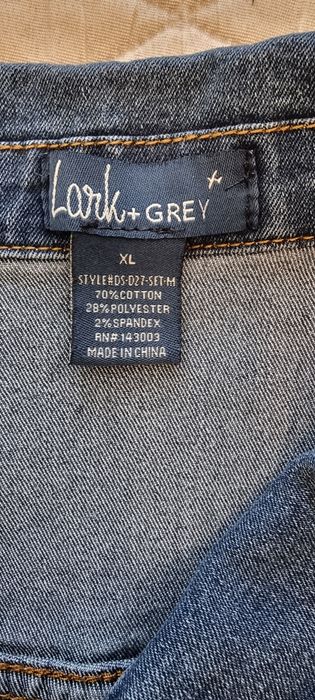 Lark + GREY
XL
STYLE#DS-D27-SET-M
70%COTTON
28%POLYESTER
2%SPANDEX
RN#143003
MADE IN CHINA